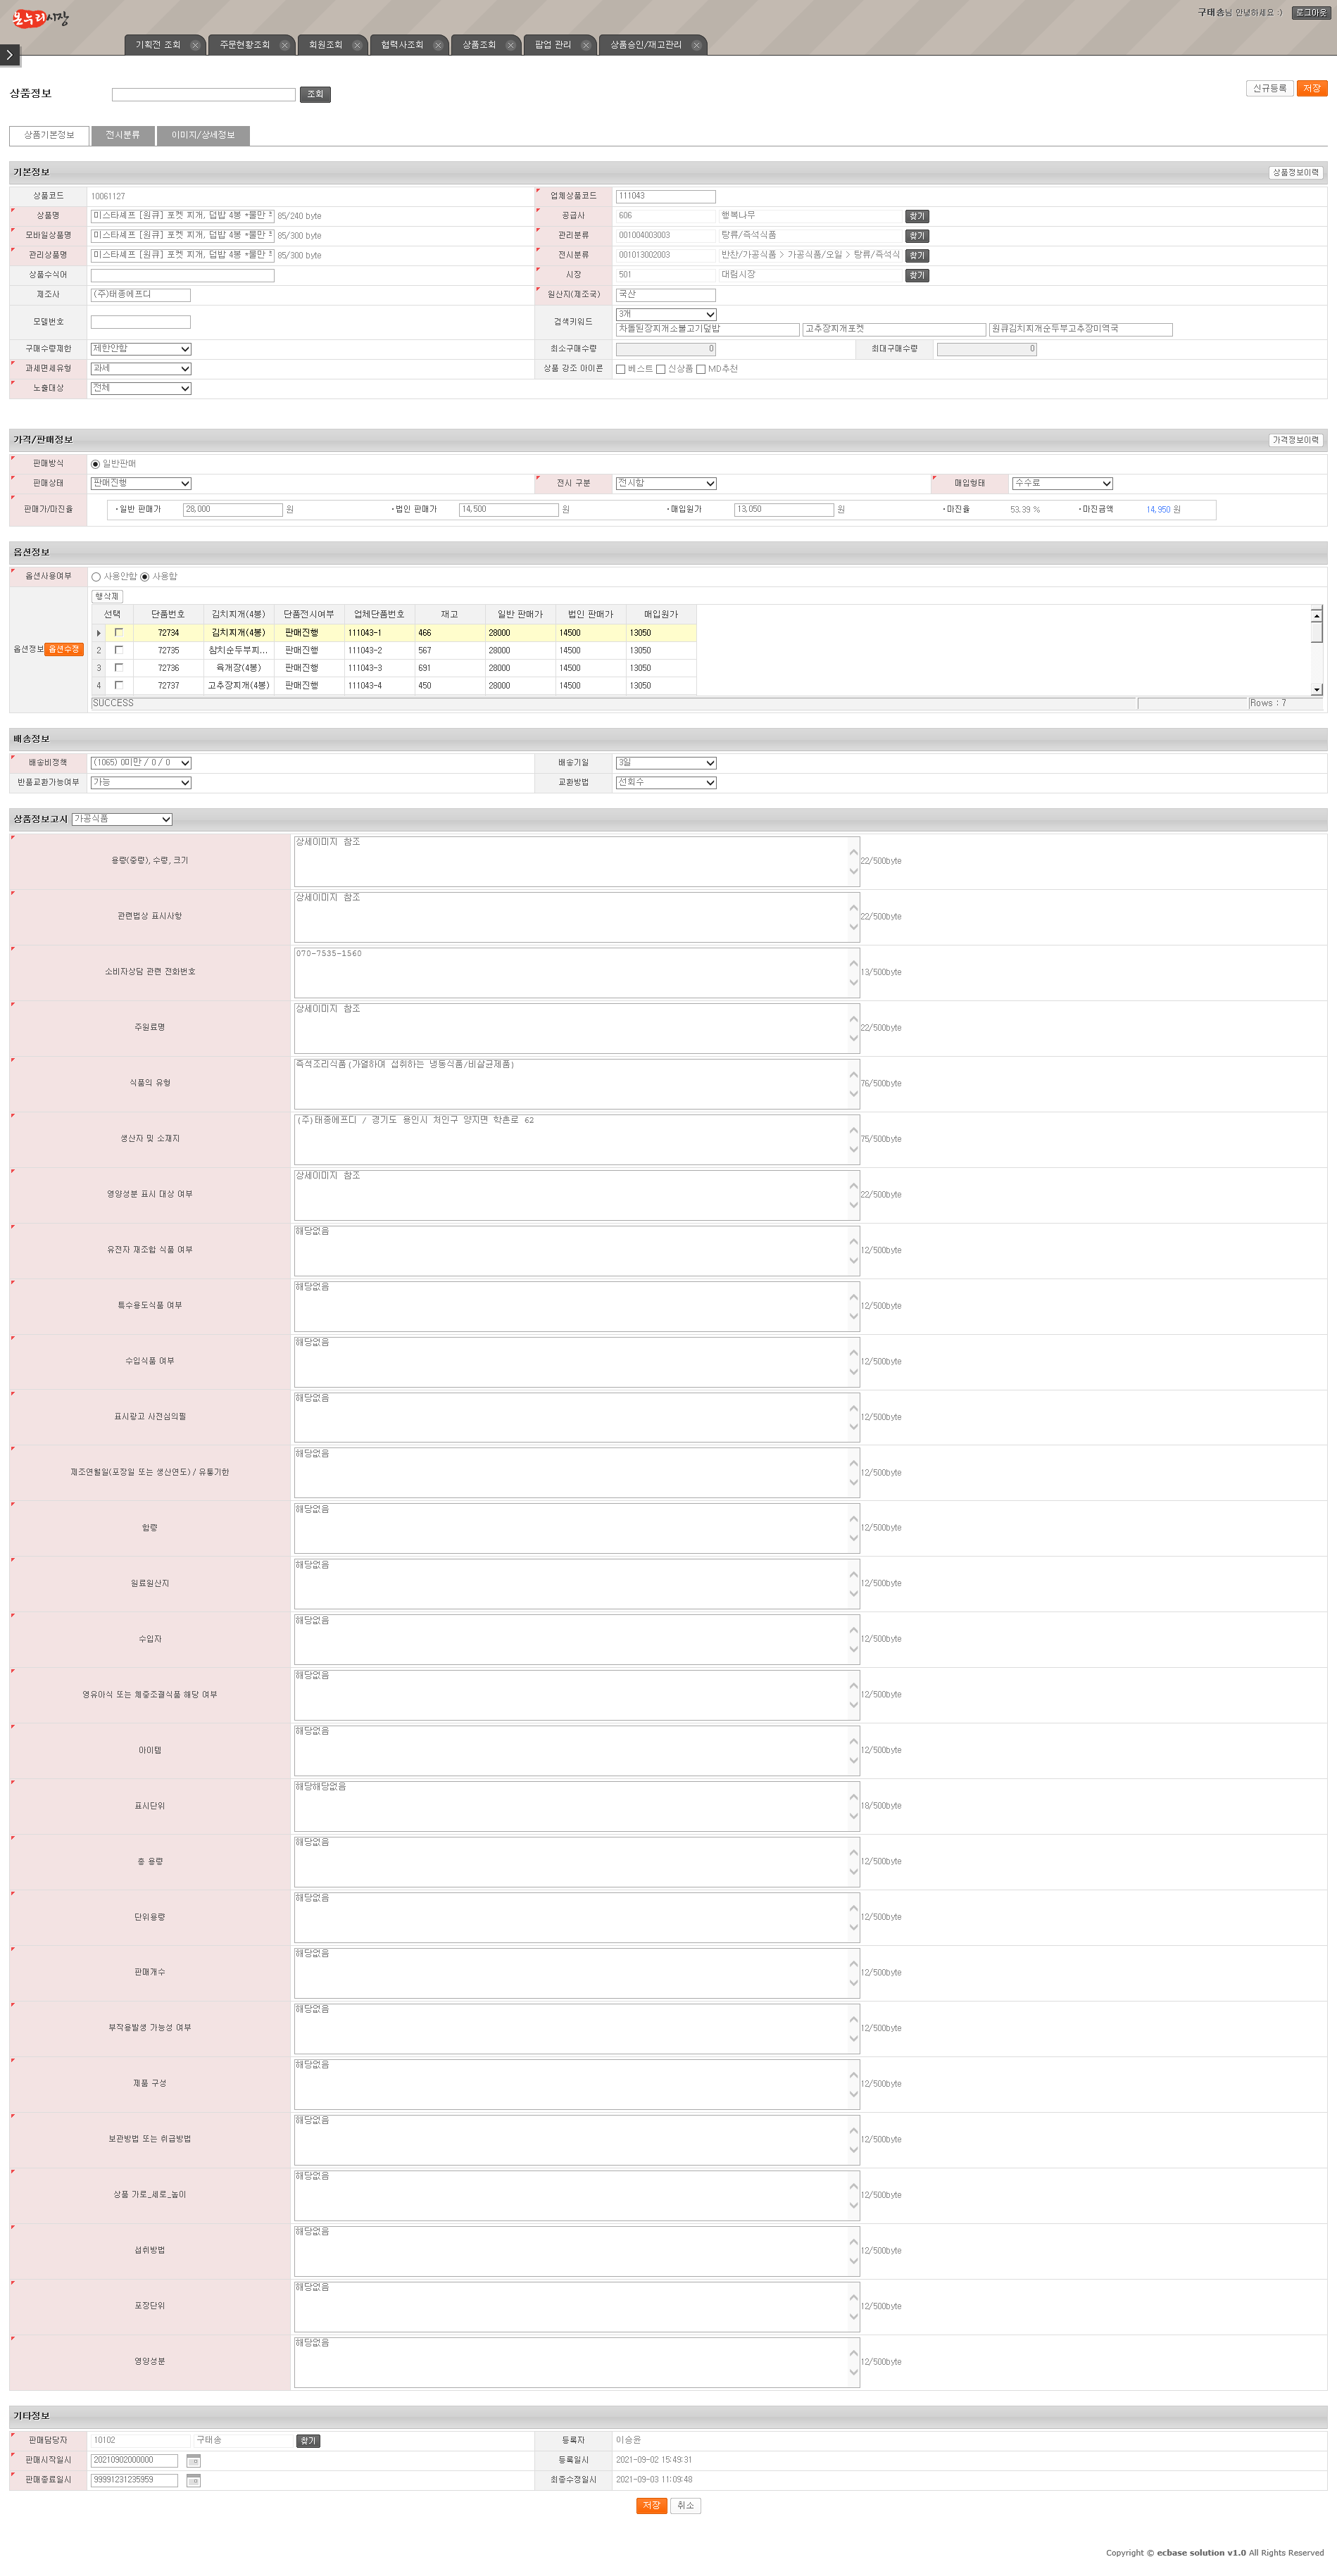 온누리시장
구태송님 안녕하세요 :) 로그아웃
기획전 조회 주문현황조회 회원조회 협력사조회 상품조회 팝업 관리 상품승인/재고관리
상품정보 조회 신규등록 저장
상품기본정보 전시분류 이미지/상세정보
기본정보 상품정보이력
상품코드 10061127 업체상품코드 111043
상품명 미스타셰프 [원큐] 포켓 찌개, 덮밥 4봉 *물만 85/240 byte 공급사 606 행복나무 찾기
모바일상품명 미스타셰프 [원큐] 포켓 찌개, 덮밥 4봉 *물만 85/300 byte 관리분류 001004003003 탕류/즉석식품 찾기
관리상품명 미스타셰프 [원큐] 포켓 찌개, 덮밥 4봉 *물만 85/300 byte 전시분류 001013002003 반찬/가공식품 > 가공식품/오일 > 탕류/즉석식 찾기
상품수식어 시장 501 대림시장 찾기
제조사 (주)태종에프디 원산지(제조국) 국산
모델번호 검색키워드 3개
차돌된장찌개소불고기덮밥 고추장찌개포켓 원큐김치찌개순두부고추장미역국
구매수량제한 제한안함 최소구매수량 0 최대구매수량 0
과세면세유형 과세 상품 강조 아이콘 베스트 신상품 MD추천
노출대상 전체
가격/판매정보 가격정보이력
판매방식 일반판매
판매상태 판매진행 전시 구분 전시함 매입형태 수수료
판매가/마진율 ·일반 판매가 28,000 원 ·법인 판매가 14,500 원 ·매입원가 13,050 원 ·마진율 53.39 % ·마진금액 14,950 원
옵션정보
옵션사용여부 사용안함 사용함
행삭제
선택 단품번호 김치찌개(4봉) 단품전시여부 업체단품번호 재고 일반 판매가 법인 판매가 매입원가
72734 김치찌개(4봉) 판매진행 111043-1 466 28000 14500 13050
옵션정보 옵션수정
2 72735 참치순두부찌... 판매진행 111043-2 567 28000 14500 13050
3 72736 육개장(4봉) 판매진행 111043-3 691 28000 14500 13050
4 72737 고추장찌개(4봉) 판매진행 111043-4 450 28000 14500 13050
SUCCESS Rows : 7
배송정보
배송비정책 (1065) 0미만 / 0 / 0 배송기일 3일
반품교환가능여부 가능 교환방법 선회수
상품정보고시 가공식품
용량(중량), 수량, 크기 상세이미지 참조 22/500byte
관련법상 표시사항 상세이미지 참조 22/500byte
소비자상담 관련 전화번호 070-7535-1560 13/500byte
주원료명 상세이미지 참조 22/500byte
식품의 유형 즉석조리식품(가열하여 섭취하는 냉동식품/비살균제품) 76/500byte
생산자 및 소재지 (주)태종에프디 / 경기도 용인시 처인구 양지면 학촌로 62 75/500byte
영양성분 표시 대상 여부 상세이미지 참조 22/500byte
유전자 재조합 식품 여부 해당없음 12/500byte
특수용도식품 여부 해당없음 12/500byte
수입식품 여부 해당없음 12/500byte
표시광고 사전심의필 해당없음 12/500byte
제조연월일(포장일 또는 생산연도) / 유통기한 해당없음 12/500byte
함량 해당없음 12/500byte
원료원산지 해당없음 12/500byte
수입자 해당없음 12/500byte
영유아식 또는 체중조절식품 해당 여부 해당없음 12/500byte
아이템 해당없음 12/500byte
표시단위 해당해당없음 18/500byte
총 용량 해당없음 12/500byte
단위용량 해당없음 12/500byte
판매개수 해당없음 12/500byte
부작용발생 가능성 여부 해당없음 12/500byte
제품 구성 해당없음 12/500byte
보관방법 또는 취급방법 해당없음 12/500byte
상품 가로_세로_높이 해당없음 12/500byte
섭취방법 해당없음 12/500byte
포장단위 해당없음 12/500byte
영양성분 해당없음 12/500byte
기타정보
판매담당자 10102 구태송 찾기 등록자 이승윤
판매시작일시 20210902000000 등록일시 2021-09-02 15:49:31
판매종료일시 99991231235959 최종수정일시 2021-09-03 11:09:48
저장 취소
Copyright © ecbase solution v1.0 All Rights Reserved